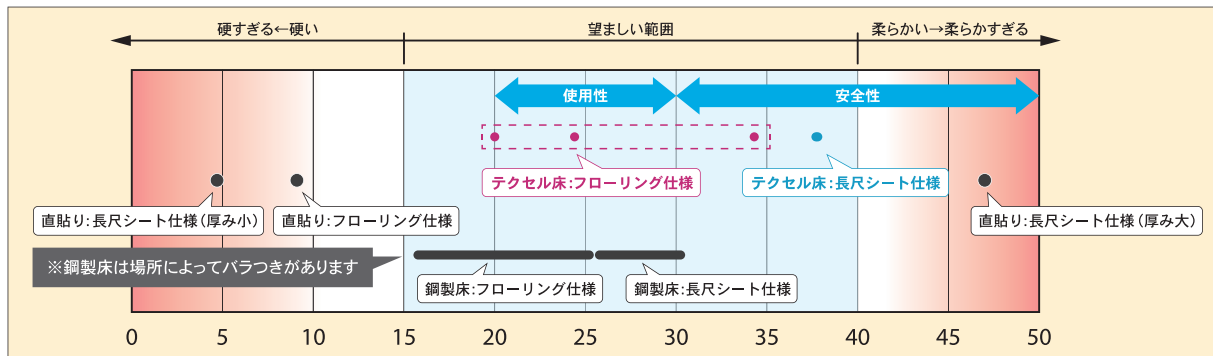 硬すぎる←硬い
望ましい範囲
柔らかい→柔らかすぎる
使用性
安全性
テクセル床:フローリング仕様
テクセル床:長尺シート仕様
直貼り:長尺シート仕様(厚み小)
直貼り:フローリング仕様
直貼り:長尺シート仕様(厚み大)
※鋼製床は場所によってバラつきがあります
鋼製床:フローリング仕様
鋼製床:長尺シート仕様
0 5 10 15 20 25 30 35 40 45 50